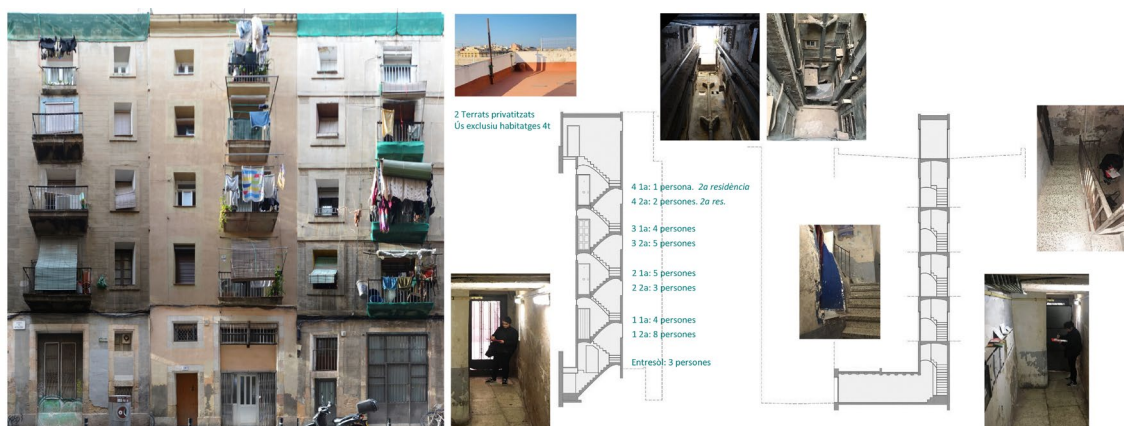 2 Terrats privatitzats
Ús exclusiu habitatges 4t
4 1a: 1 persona. 2a residència
4 2a: 2 persones. 2a res.
3 1a: 4 persones
3 2a: 5 persones
2 1a: 5 persones
2 2a: 3 persones
1 1a: 4 persones
1 2a: 8 persones
Entresòl: 3 persones